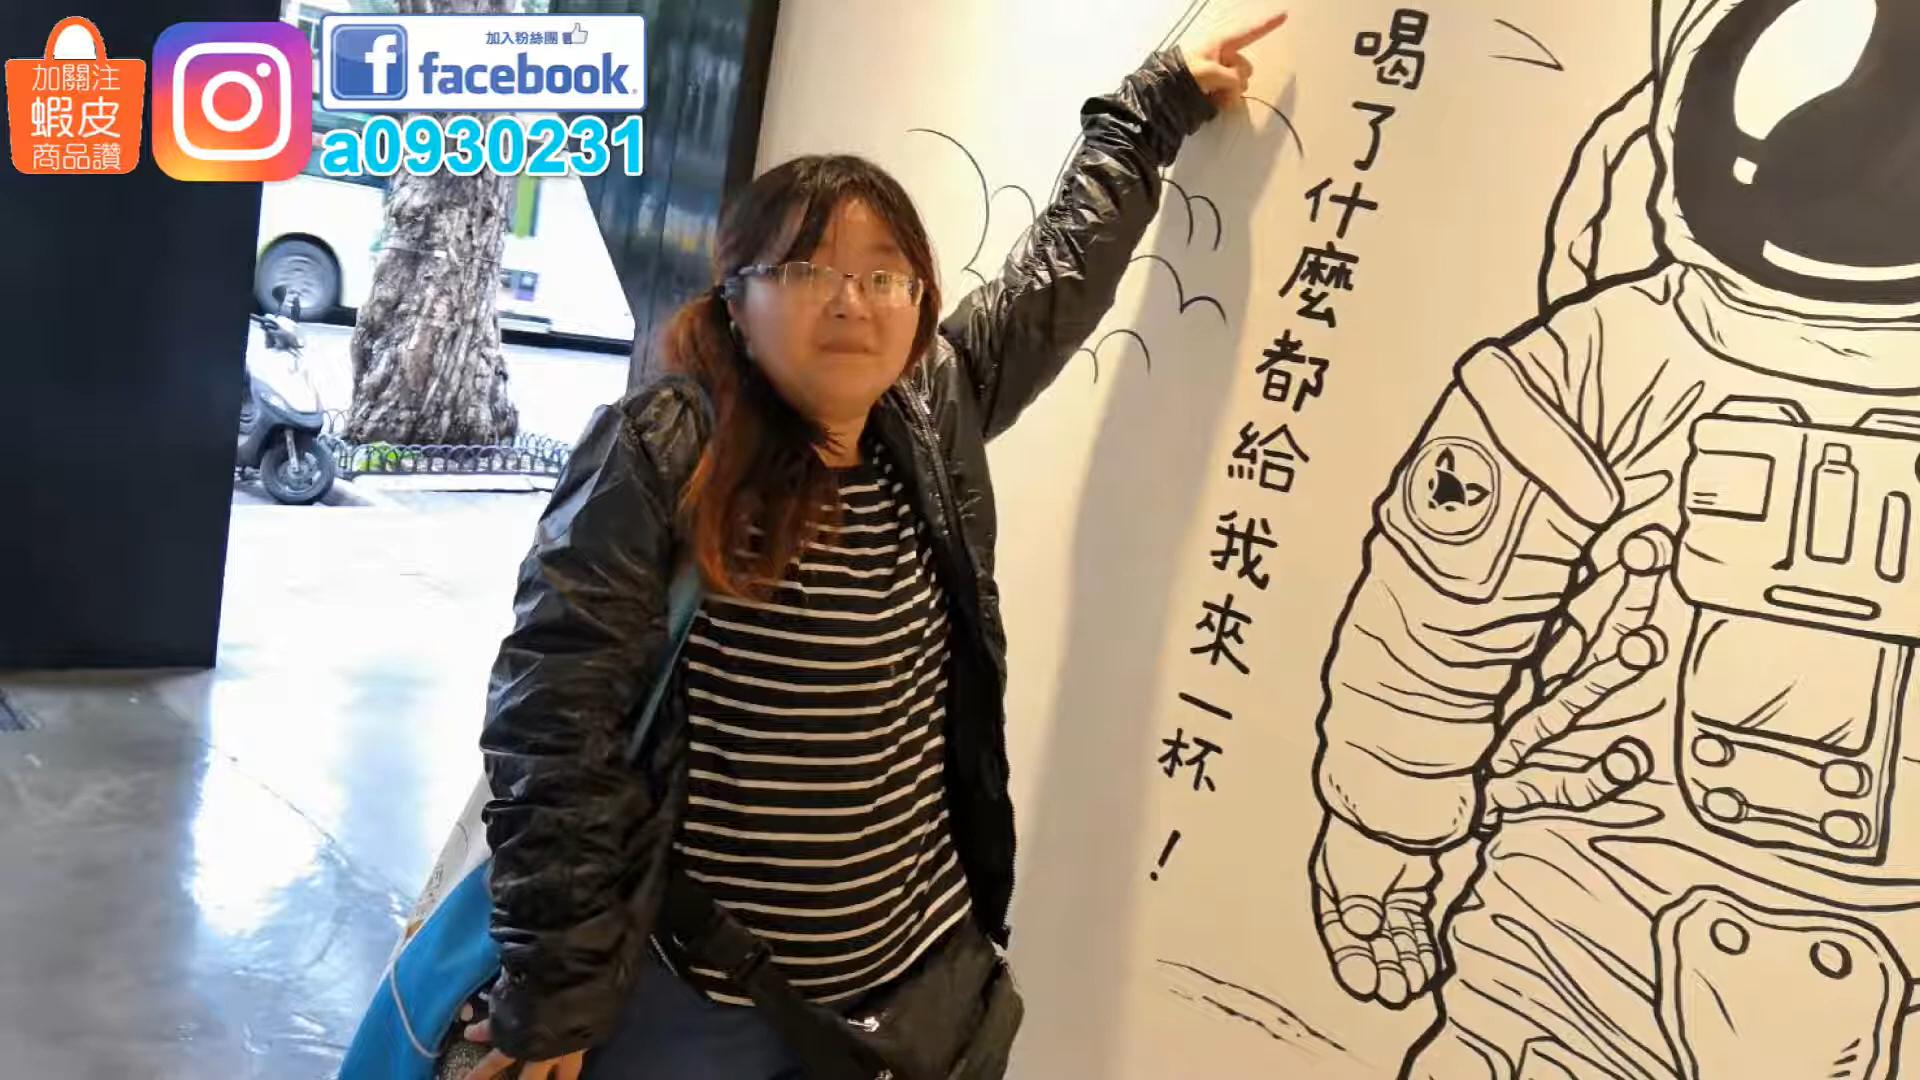 加關注
蝦皮
商品讚
加入粉絲團
facebook
a0930231
喝了什麼都給我來一杯！